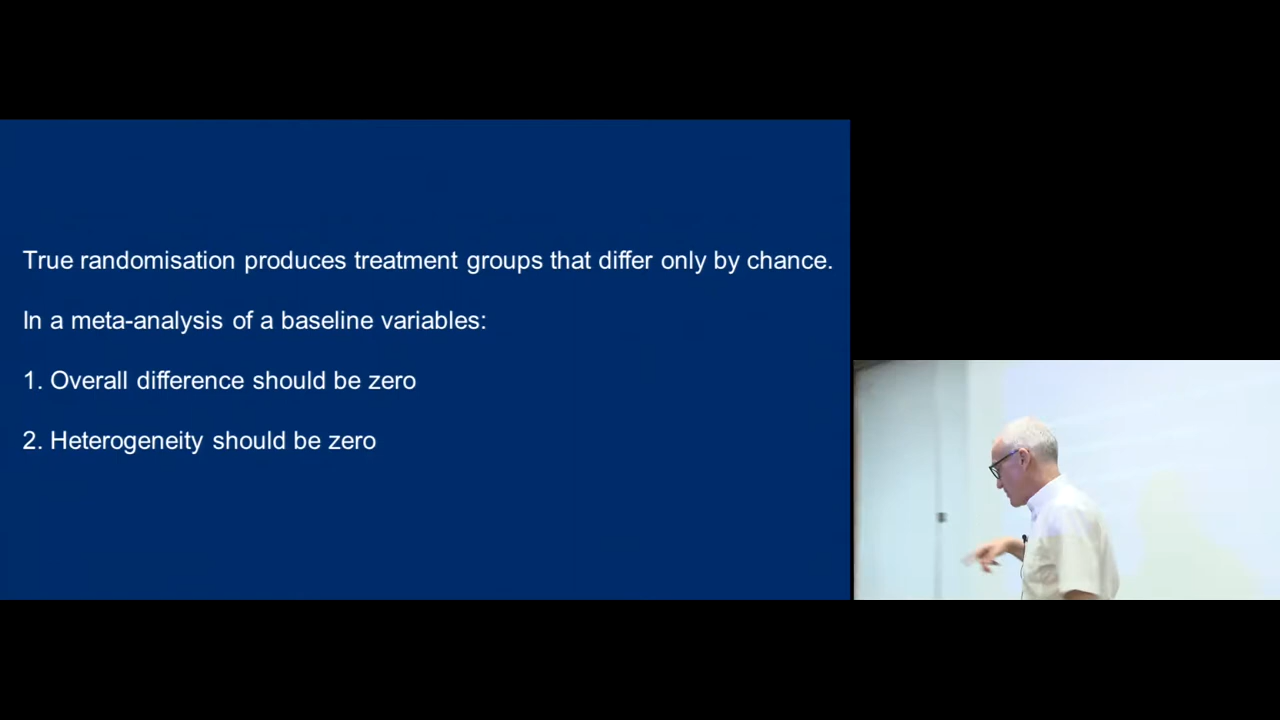 True randomisation produces treatment groups that differ only by chance.
In a meta-analysis of a baseline variables:
1. Overall difference should be zero
2. Heterogeneity should be zero